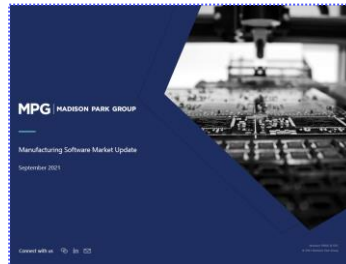 MPG | MADISON PARK GROUP
Manufacturing Software Market Update
September 2021
Connect with us